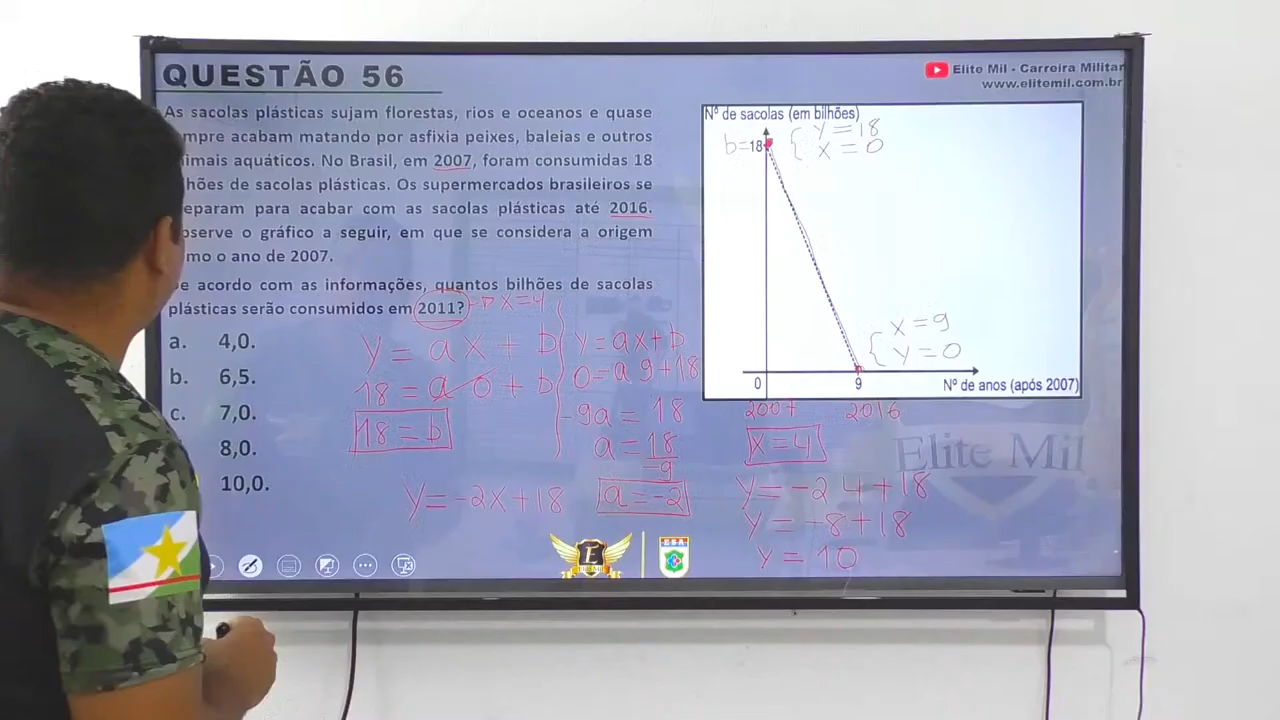 QUESTÃO 56
Elite Mil - Carreira Militar
www.elitemil.com.br
As sacolas plásticas sujam florestas, rios e oceanos e quase
mpre acabam matando por asfixia peixes, baleias e outros
imais aquáticos. No Brasil, em 2007, foram consumidas 18
hões de sacolas plásticas. Os supermercados brasileiros se
eparam para acabar com as sacolas plásticas até 2016.
bserve o gráfico a seguir, em que se considera a origem
mo o ano de 2007.
e acordo com as informações, quantos bilhões de sacolas
plásticas serão consumidos em 2011? → x=4
a. 4,0.
b. 6,5.
c. 7,0.
8,0.
10,0.
y = ax + b
18 = a 0 + b
18 = b
y = -2x+18
y = ax+b
0 = a 9+18
-9a = 18
a = 18
-9
a = -2
Nº de sacolas (em bilhões)
b=18
y = 18
x = 0
x = 9
y = 0
0
9
Nº de anos (após 2007)
2007
2016
x=4
y = -2 4+18
y = -8+18
y = 10
Elite Mil
E
ELITE MIL
ESA